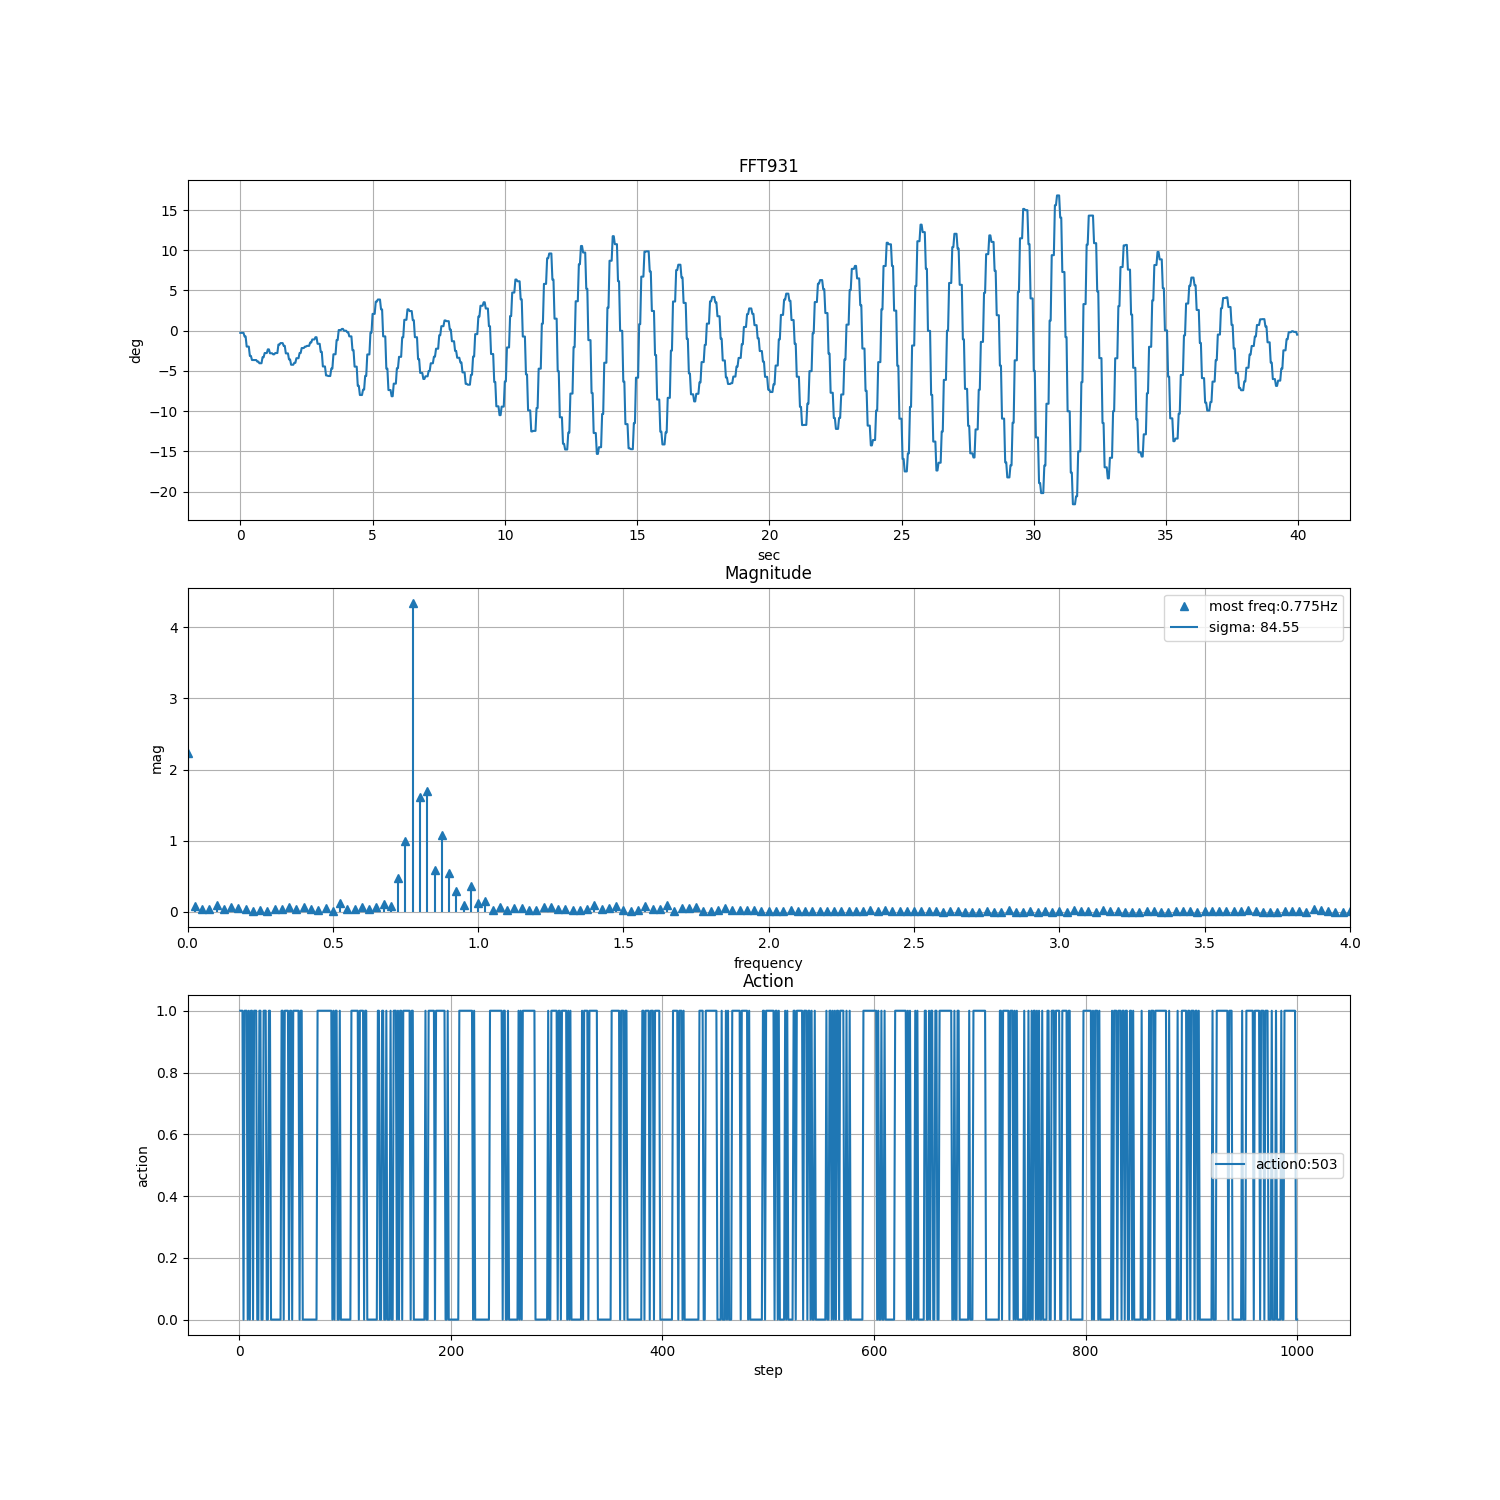 FFT931
15
10
5
0
−5
−10
−15
−20
deg
0 5 10 15 20 25 30 35 40
sec
Magnitude
most freq:0.775Hz
sigma: 84.55
4
3
2
1
0
mag
0.0 0.5 1.0 1.5 2.0 2.5 3.0 3.5 4.0
frequency
Action
1.0
0.8
0.6
0.4
0.2
0.0
action
action0:503
0 200 400 600 800 1000
step